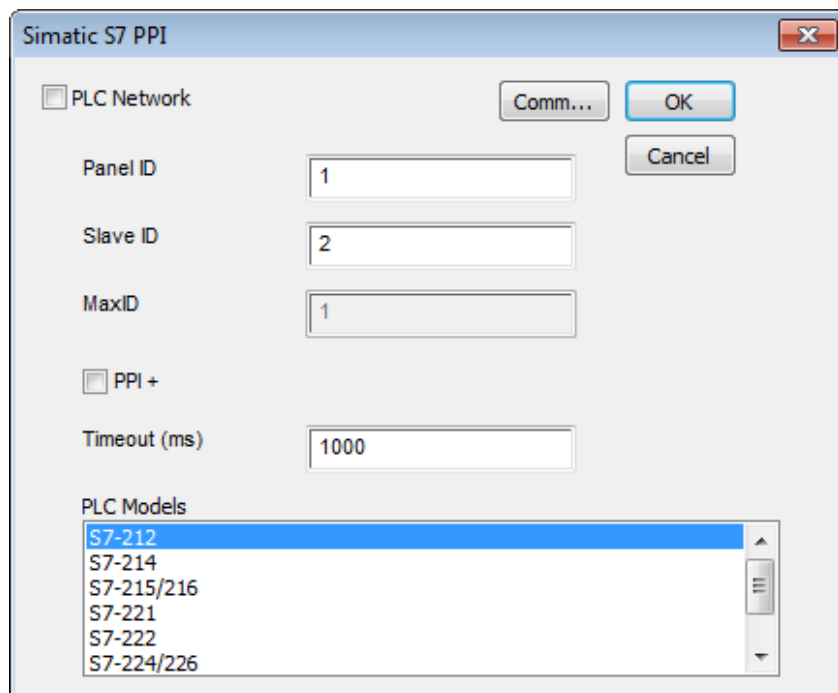 Simatic S7 PPI
PLC Network
Comm...
OK
Cancel
Panel ID
1
Slave ID
2
MaxID
1
PPI +
Timeout (ms)
1000
PLC Models
S7-212
S7-214
S7-215/216
S7-221
S7-222
S7-224/226